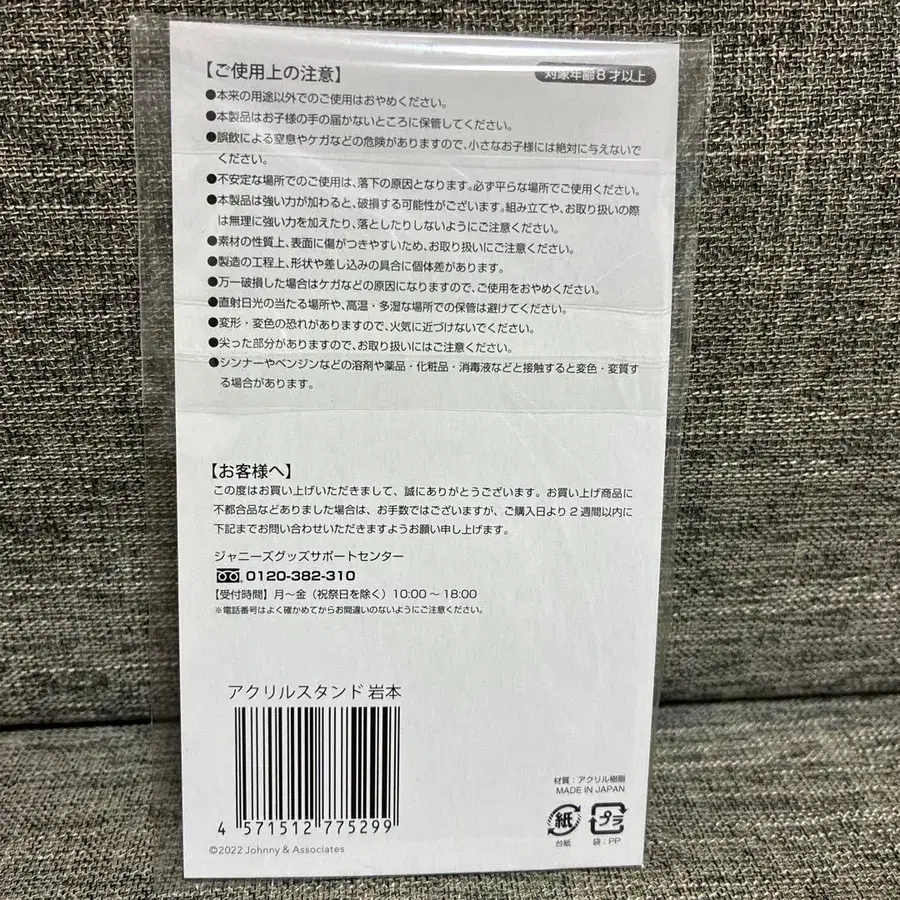 【ご使用上の注意】
対象年齢8才以上
●本来の用途以外でのご使用はおやめください。
●本製品はお子様の手の届かないところに保管してください。
●誤飲による窒息やケガなどの危険がありますので、小さなお子様には絶対に与えないで
ください。
●不安定な場所でのご使用は、落下の原因となります。必ず平らな場所でご使用ください。
●本製品は強い力が加わると、破損する可能性がございます。組み立てや、お取り扱いの際
は無理に強い力を加えたり、落としたりしないようにご注意ください。
●素材の性質上、表面に傷がつきやすいため、お取り扱いにご注意ください。
●製造の工程上、形状や差し込みの具合に個体差があります。
●万一破損した場合はケガなどの原因になりますので、ご使用をおやめください。
●直射日光の当たる場所や、高温・多湿な場所での保管は避けてください。
●変形・変色の恐れがありますので、火気に近づけないでください。
●尖った部分がありますので、お取り扱いにはご注意ください。
●シンナーやベンジンなどの溶剤や薬品・化粧品・消毒液などと接触すると変色・変質す
る場合があります。
【お客様へ】
この度はお買い上げいただきまして、誠にありがとうございます。お買い上げ商品に
不都合品などありました場合は、お手数ではございますが、ご購入日より2週間以内に
下記までお問い合わせいただきますようお願い申し上げます。
ジャニーズグッズサポートセンター
0120-382-310
【受付時間】月〜金（祝祭日を除く）10:00〜18:00
※電話番号はよく確かめてからお間違いのないようにご注意ください。
アクリルスタンド 岩本
4 571512 775299
©2022 Johnny & Associates
材質：アクリル樹脂
MADE IN JAPAN
紙
台紙
プラ
袋：PP